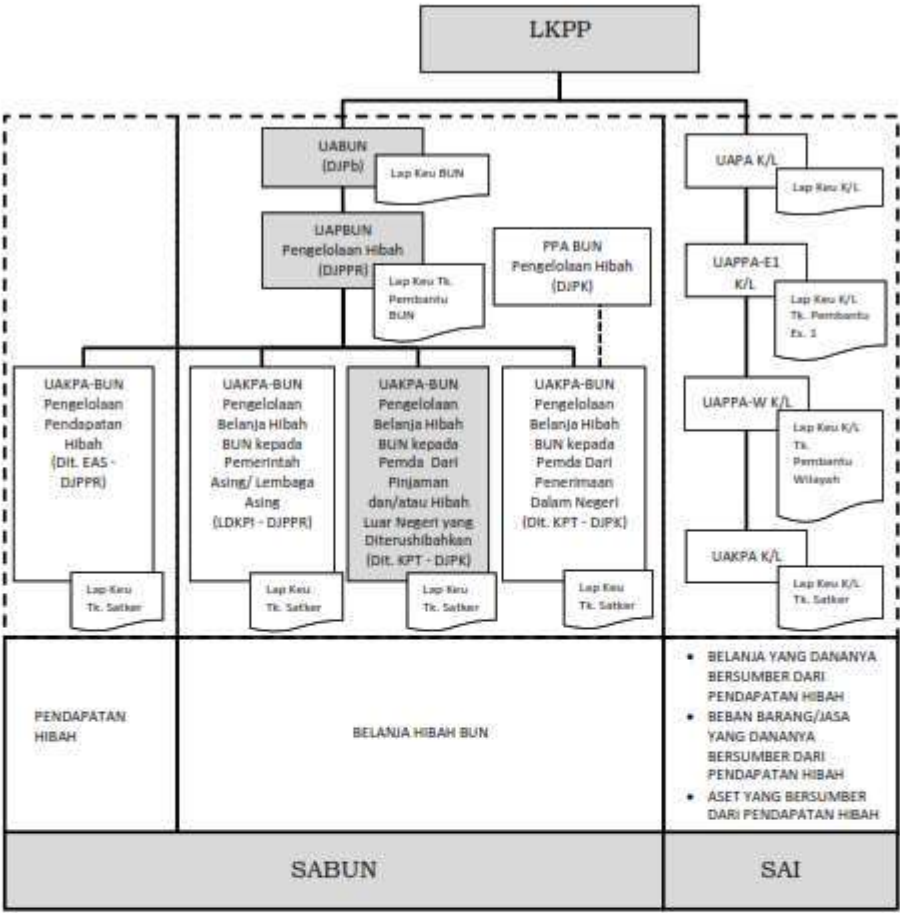 LKPP
UABUN
(DJPb)
Lap Keu BUN
UAPBUN
Pengelolaan Hibah
(DJPPR)
Lap Keu Tk.
Pembantu
BUN
PPA BUN
Pengelolaan Hibah
(DJPK)
UAPA K/L
Lap Keu K/L
UAPPA-E1
K/L
Lap Keu K/L
Tk. Pembantu
Es. 1
UAPPA-W K/L
Lap Keu K/L
Tk.
Pembantu
Wilayah
UAKPA K/L
Lap Keu K/L
Tk. Satker
UAKPA-BUN
Pengelolaan
Pendapatan
Hibah
(Dit. EAS -
DJPPR)
Lap Keu
Tk. Satker
UAKPA-BUN
Pengelolaan
Belanja Hibah
BUN kepada
Pemerintah
Asing/ Lembaga
Asing
(LDKPI - DJPPR)
Lap Keu
Tk. Satker
UAKPA-BUN
Pengelolaan
Belanja Hibah
BUN kepada
Pemda Dari
Pinjaman
dan/atau Hibah
Luar Negeri yang
Diterushibahkan
(Dit. KPT - DJPK)
Lap Keu
Tk. Satker
UAKPA-BUN
Pengelolaan
Belanja Hibah
BUN kepada
Pemda Dari
Penerimaan
Dalam Negeri
(Dit. KPT - DJPK)
Lap Keu
Tk. Satker
PENDAPATAN
HIBAH
BELANJA HIBAH BUN
• BELANJA YANG DANANYA
BERSUMBER DARI
PENDAPATAN HIBAH
• BEBAN BARANG/JASA
YANG DANANYA
BERSUMBER DARI
PENDAPATAN HIBAH
• ASET YANG BERSUMBER
DARI PENDAPATAN HIBAH
SABUN
SAI